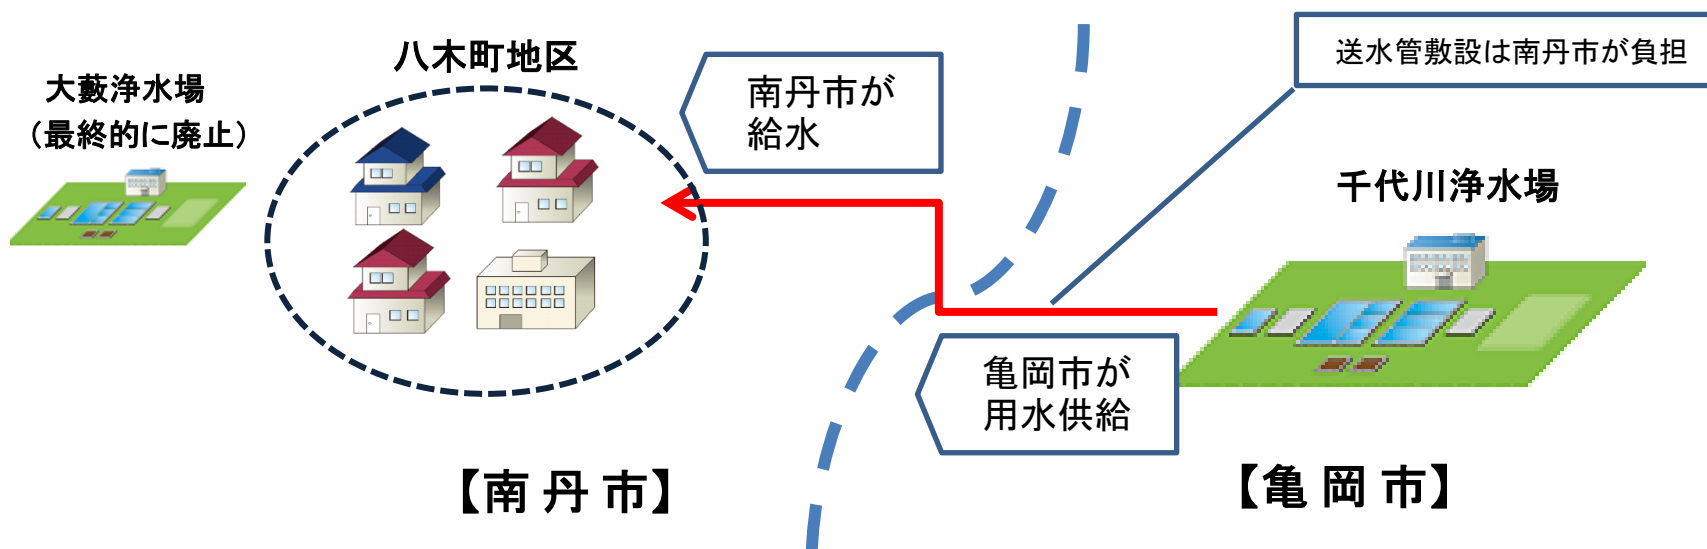 大藪浄水場
（最終的に廃止）
八木町地区
南丹市が
給水
送水管敷設は南丹市が負担
千代川浄水場
亀岡市が
用水供給
【南 丹 市】
【亀 岡 市】